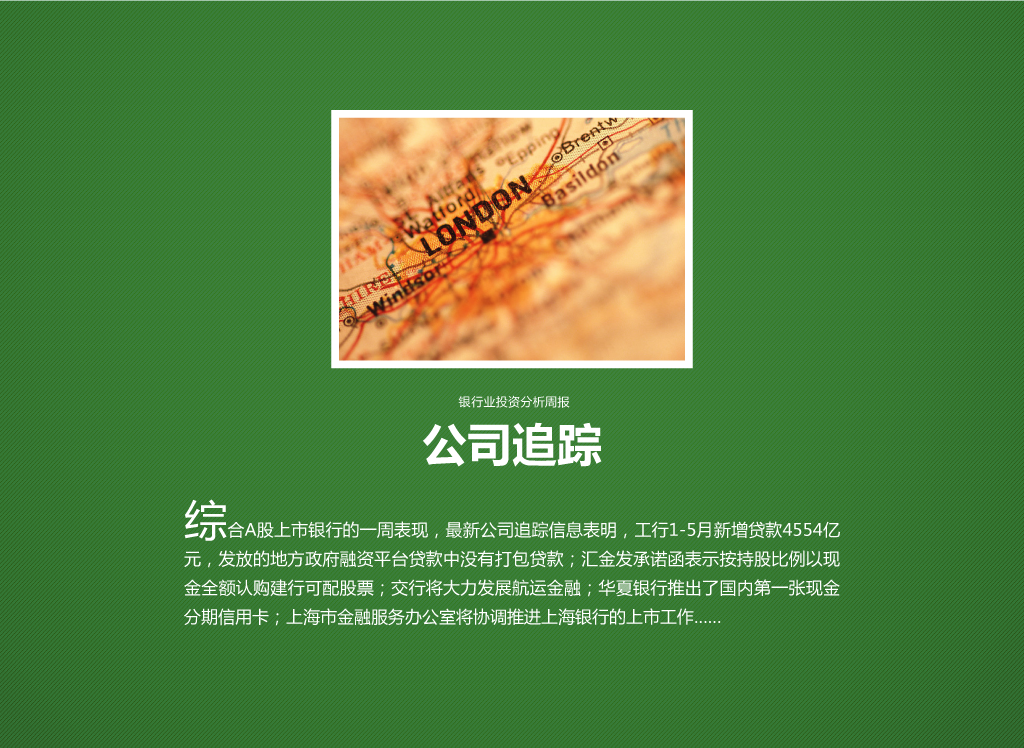 Brentw
Epping
Basildon
Watford
LONDON
HIRE
Windsor
银行业投资分析周报
公司追踪
综合A股上市银行的一周表现，最新公司追踪信息表明，工行1-5月新增贷款4554亿
元，发放的地方政府融资平台贷款中没有打包贷款；汇金发承诺函表示按持股比例以现
金全额认购建行可配股票；交行将大力发展航运金融；华夏银行推出了国内第一张现金
分期信用卡；上海市金融服务办公室将协调推进上海银行的上市工作……